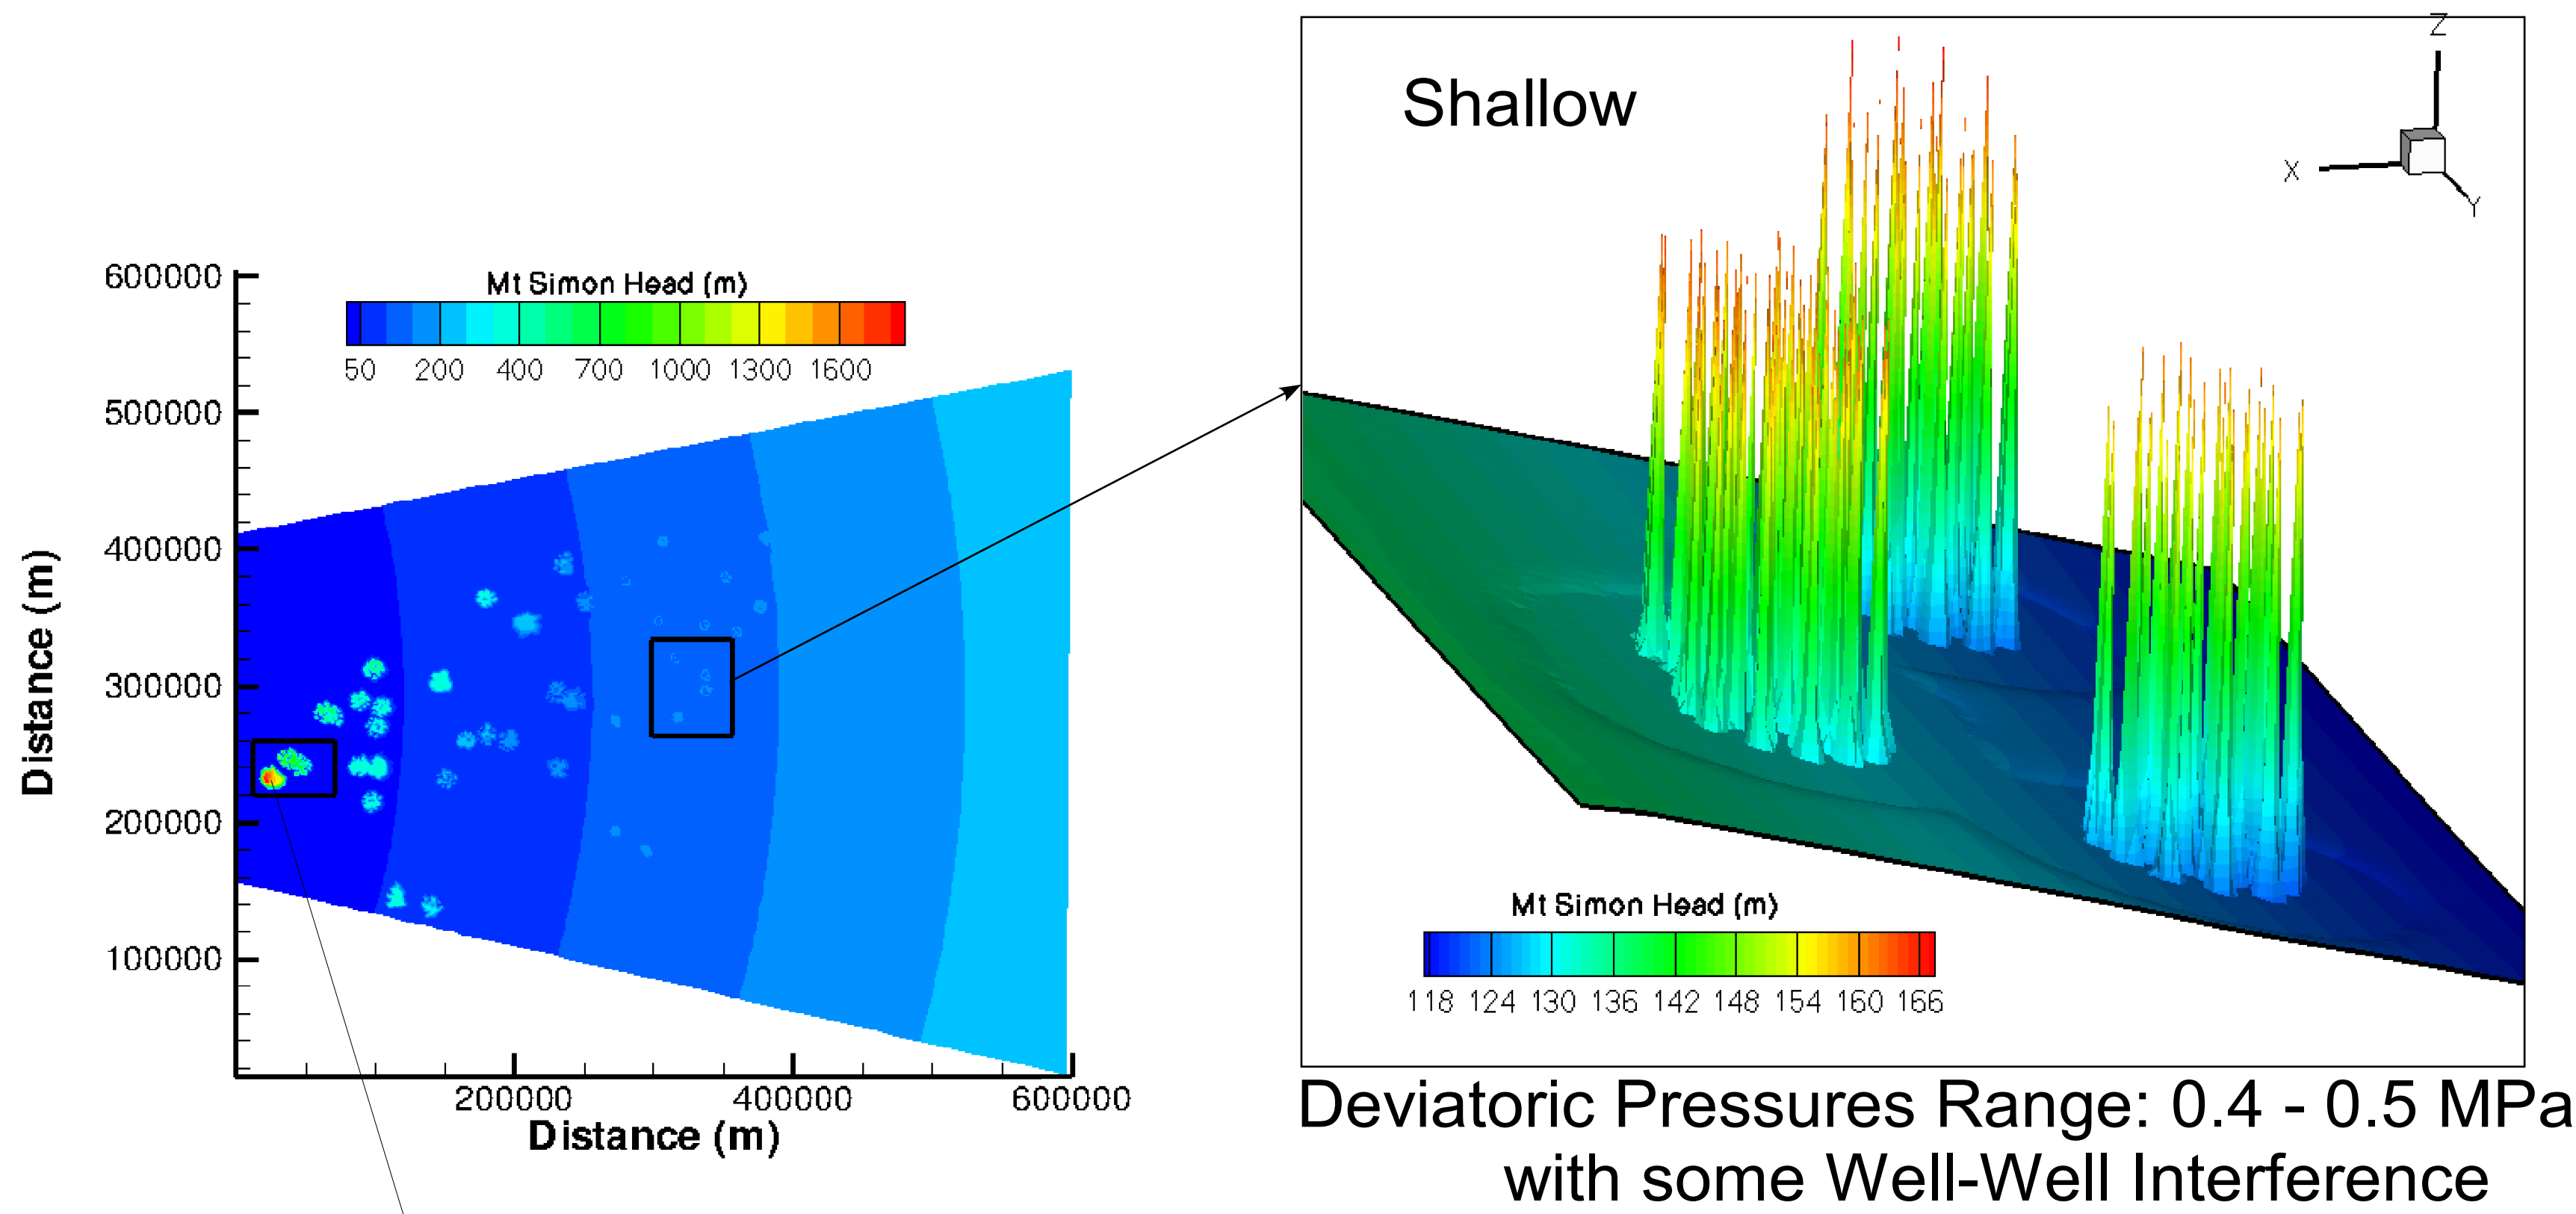 Mt Simon Head (m)
50 200 400 700 1000 1300 1600
600000
500000
400000
300000
200000
100000
Distance (m)
200000 400000 600000
Distance (m)
Shallow
Z
X
Y
Mt Simon Head (m)
118 124 130 136 142 148 154 160 166
Deviatoric Pressures Range: 0.4 - 0.5 MPa
with some Well-Well Interference